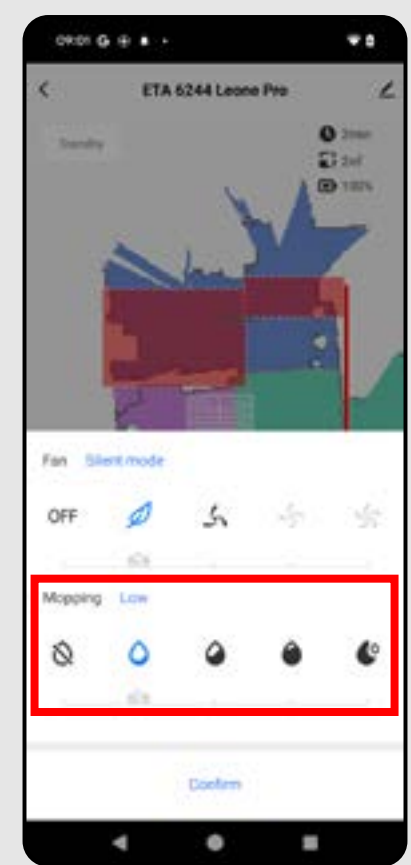 09:01 G
ETA 6244 Leone Pro
Standby
2min
2㎡
100%
Fan Silent mode
OFF
Mopping Low
Confirm